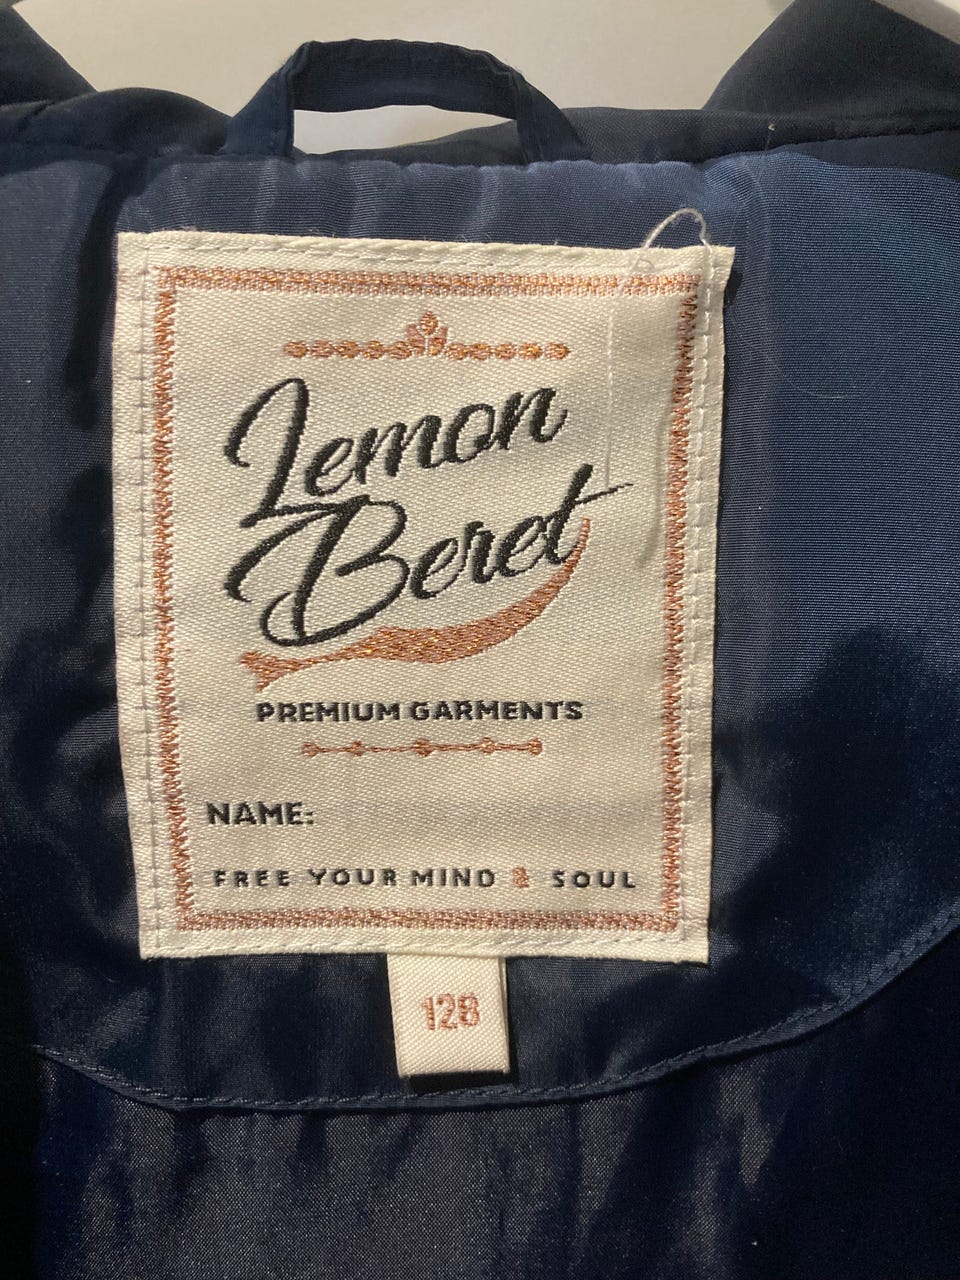 Lemon
Beret
PREMIUM GARMENTS
NAME:
FREE YOUR MIND & SOUL
128